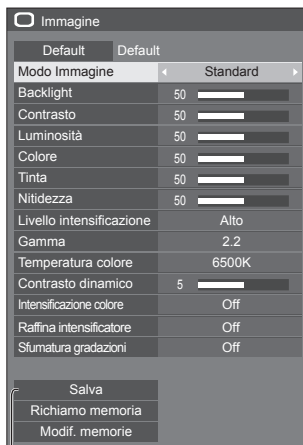 Immagine
Default Default
Modo Immagine Standard
Backlight 50
Contrasto 50
Luminosità 50
Colore 50
Tinta 50
Nitidezza 50
Livello intensificazione Alto
Gamma 2.2
Temperatura colore 6500K
Contrasto dinamico 5
Intensificazione colore Off
Raffina intensificatore Off
Sfumatura gradazioni Off
Salva
Richiamo memoria
Modif. memorie